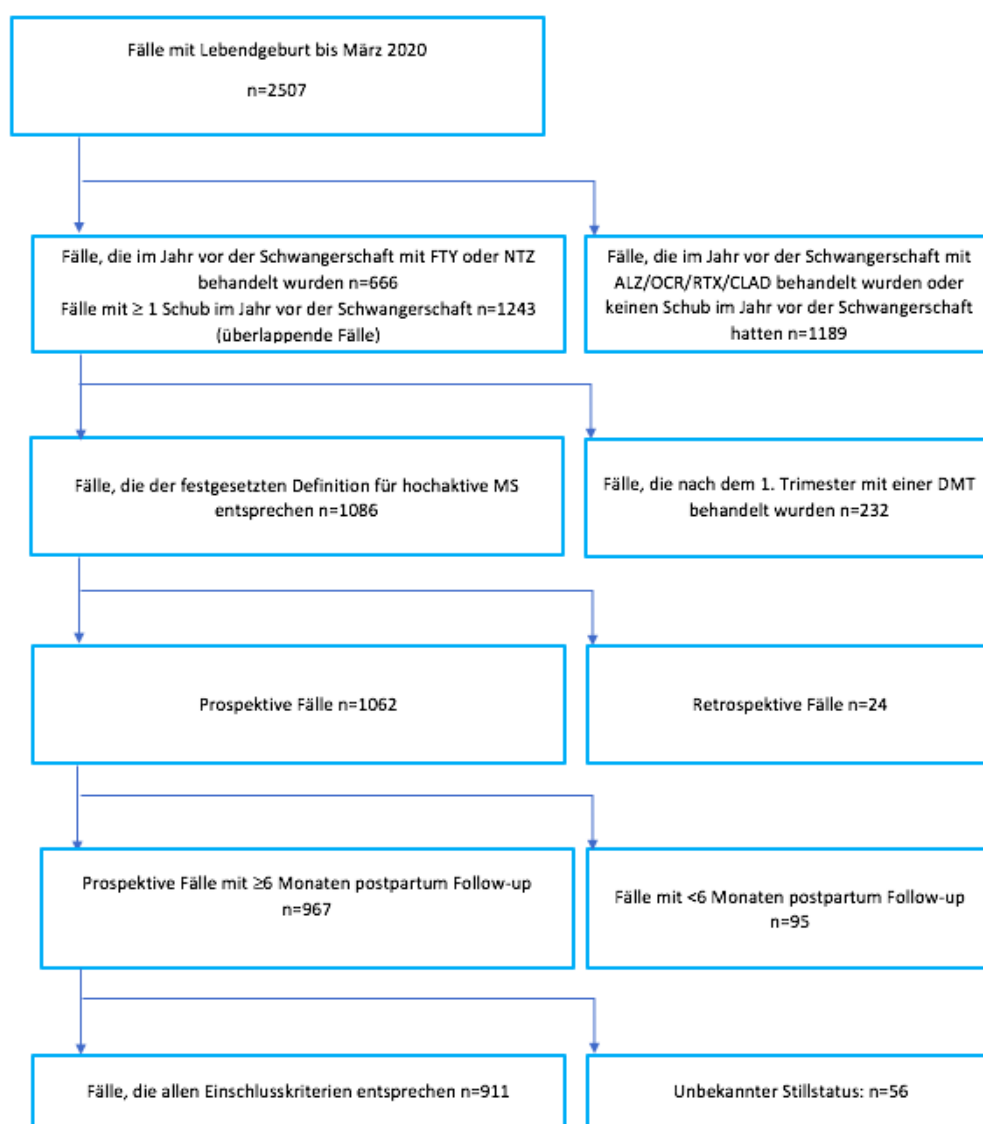 Fälle mit Lebendgeburt bis März 2020
n=2507
Fälle, die im Jahr vor der Schwangerschaft mit FTY oder NTZ
behandelt wurden n=666
Fälle mit ≥ 1 Schub im Jahr vor der Schwangerschaft n=1243
(überlappende Fälle)
Fälle, die im Jahr vor der Schwangerschaft mit
ALZ/OCR/RTX/CLAD behandelt wurden oder
keinen Schub im Jahr vor der Schwangerschaft
hatten n=1189
Fälle, die der festgesetzten Definition für hochaktive MS
entsprechen n=1086
Fälle, die nach dem 1. Trimester mit einer DMT
behandelt wurden n=232
Prospektive Fälle n=1062
Retrospektive Fälle n=24
Prospektive Fälle mit ≥6 Monaten postpartum Follow-up
n=967
Fälle mit <6 Monaten postpartum Follow-up
n=95
Fälle, die allen Einschlusskriterien entsprechen n=911
Unbekannter Stillstatus: n=56